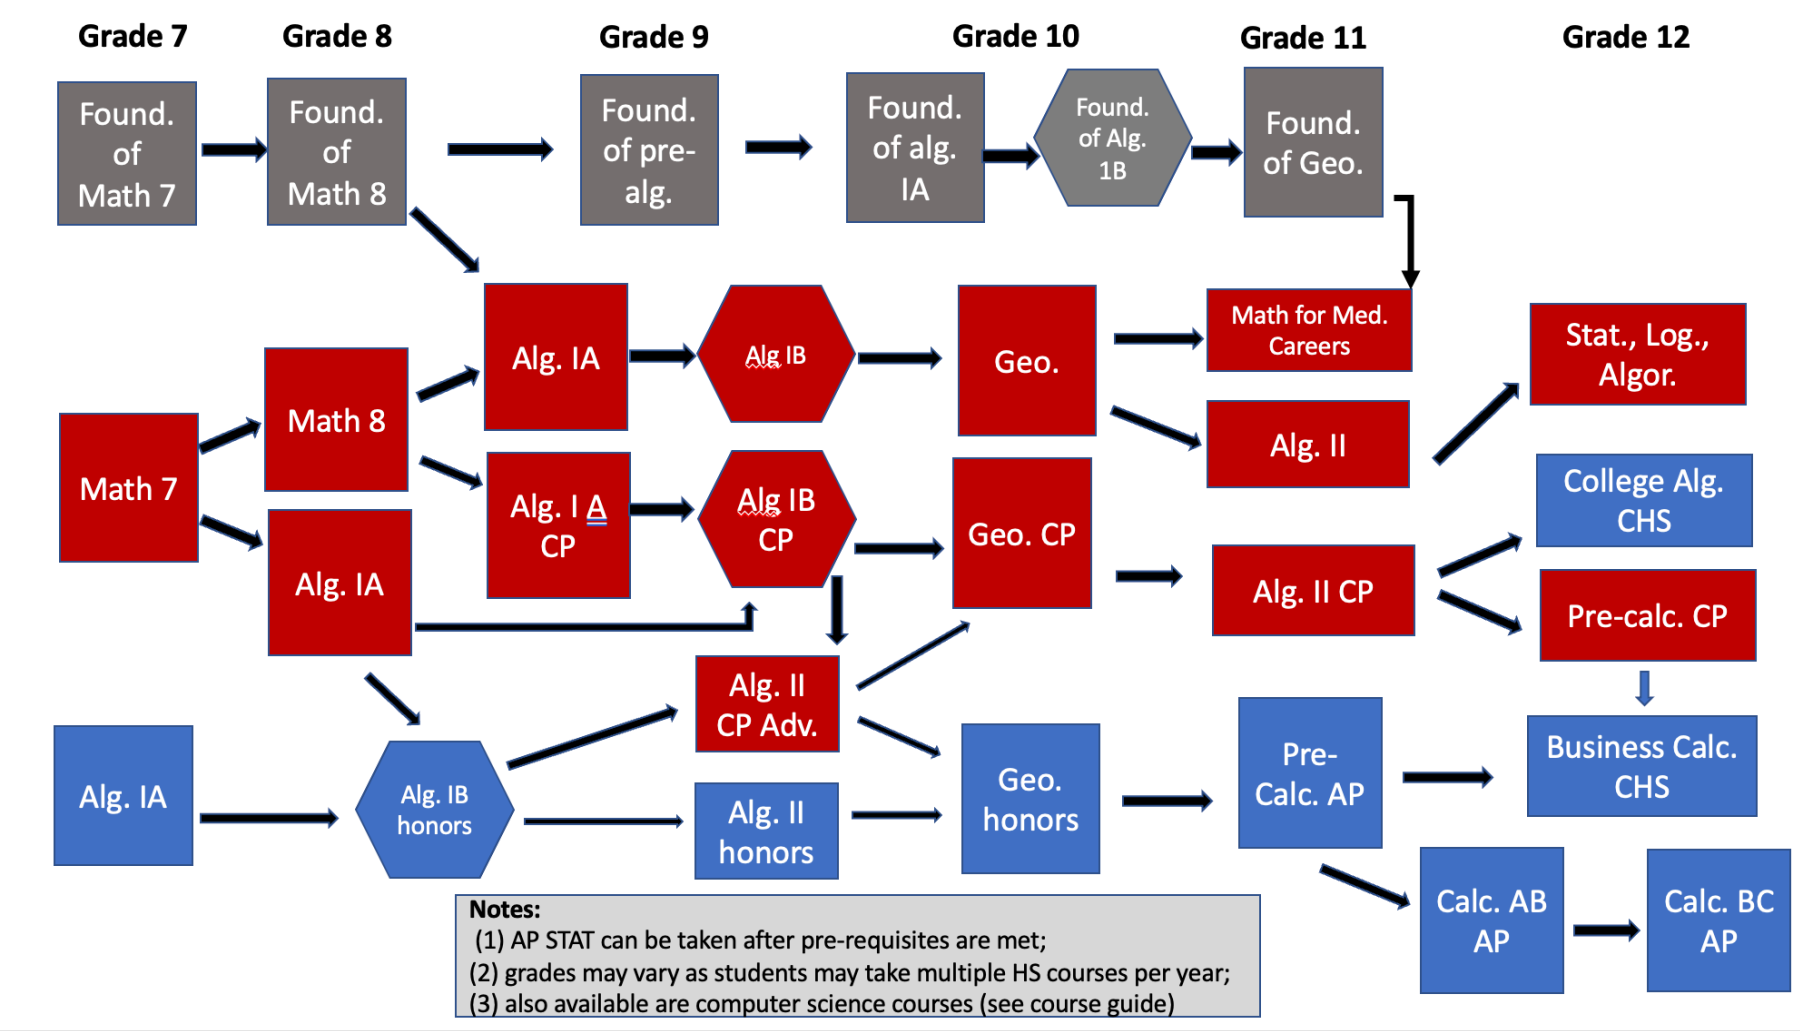 Grade 7
Grade 8
Grade 9
Grade 10
Grade 11
Grade 12
Found.
of
Math 7
Found.
of
Math 8
Found.
of pre-
alg.
Found.
of alg.
IA
Found.
of Alg.
1B
Found.
of Geo.
Alg. IA
Alg IB
Geo.
Math for Med.
Careers
Stat., Log.,
Algor.
Math 8
Alg. II
Math 7
Alg. I A
CP
Alg IB
CP
Geo. CP
College Alg.
CHS
Alg. IA
Alg. II CP
Pre-calc. CP
Alg. II
CP Adv.
Alg. IA
Alg. IB
honors
Alg. II
honors
Geo.
honors
Pre-
Calc. AP
Business Calc.
CHS
Calc. AB
AP
Calc. BC
AP
Notes:
(1) AP STAT can be taken after pre-requisites are met;
(2) grades may vary as students may take multiple HS courses per year;
(3) also available are computer science courses (see course guide)